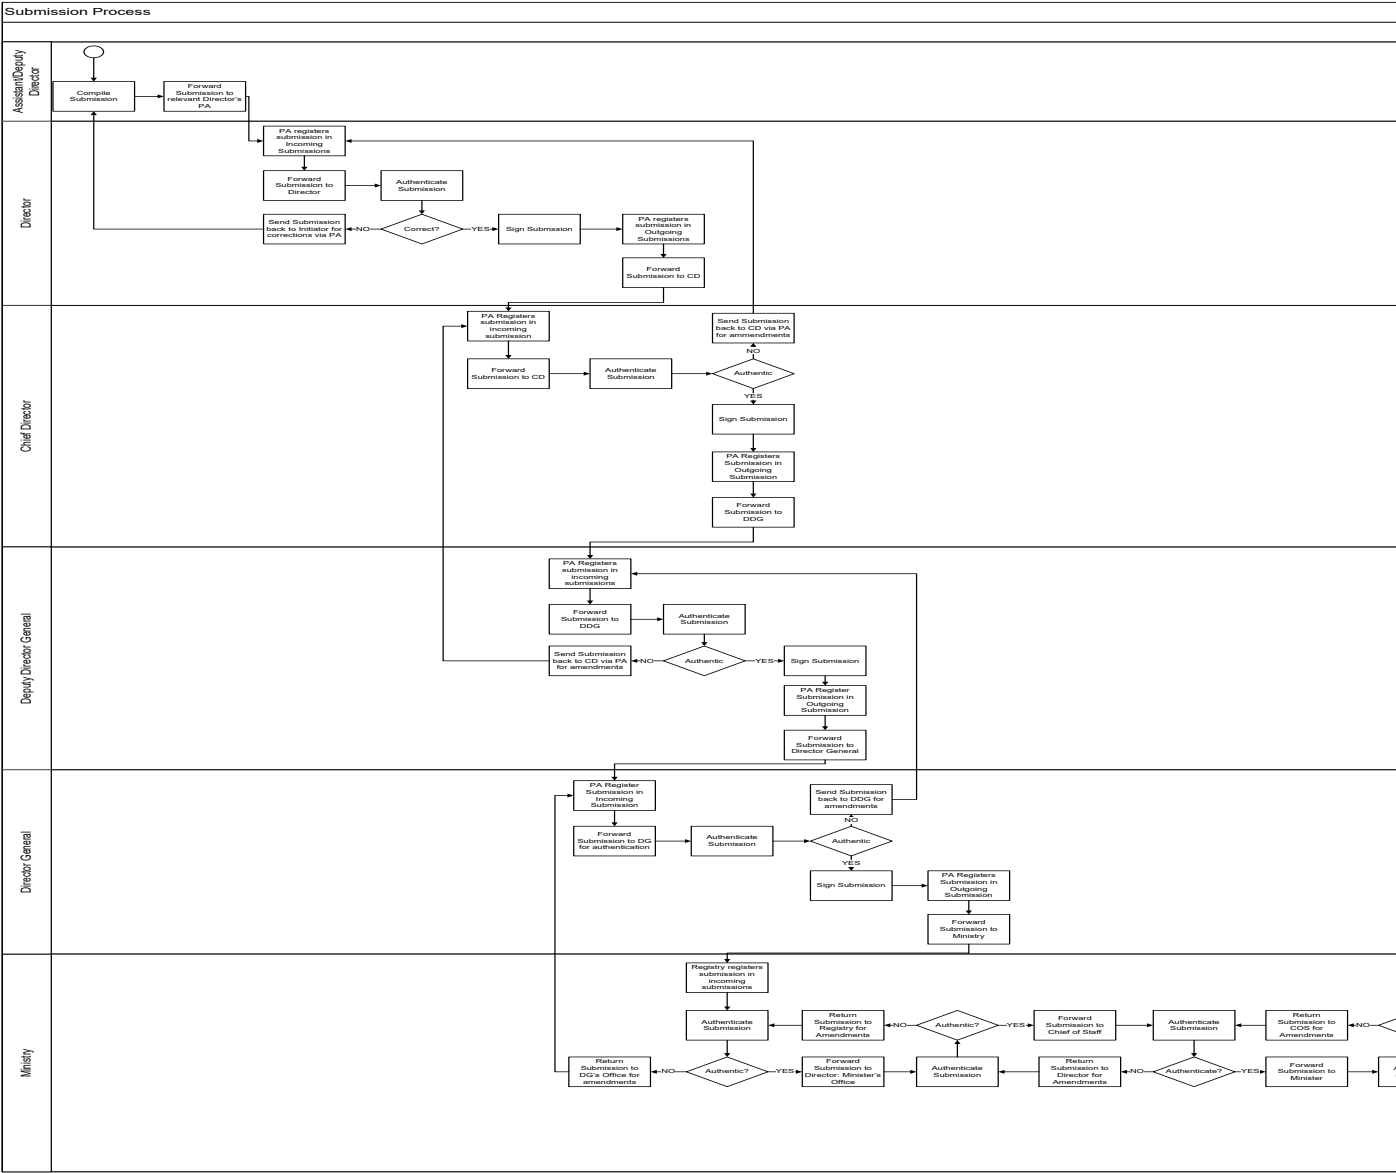 Submission Process
Assistant/Deputy
Director
Compile
Submission
Forward
Submission to
relevant Director's
PA
Director
PA registers
submission in
Incoming
Submissions
Forward
Submission to
Director
Authenticate
Submission
Send Submission
back to Initiator for
corrections via PA
NO
Correct?
YES
Sign Submssion
PA registers
submission in
Outgoing
Submissions
Forward
Submission to CD
Chief Director
PA Registers
submission in
incoming
submission
Send Submission
back to CD via PA
for ammendments
NO
Forward
Submission to CD
Authenticate
Submission
Authentic
YES
Sign Submission
PA Registers
Submission in
Outgoing
Submission
Forward
Submission to
DDG
Deputy Director General
PA Registers
submission in
incoming
submissions
Forward
Submission to
DDG
Authenticate
Submission
Send Submission
back to CD via PA
for amendments
NO
Authentic
YES
Sign Submission
PA Register
Submission in
Outgoing
Submission
Forward
Submission to
Director General
Director General
PA Register
Submission in
Incoming
Submission
Send Submission
back to DDG for
amendments
NO
Forward
Submission to DG
for authentication
Authenticate
Submission
Authentic
YES
Sign Submission
PA Registers
Submission in
Outgoing
Submission
Forward
Submission to
Ministry
Ministry
Registry registers
submission in
incoming
submissions
Authenticate
Submission
Return
Submission to
Registry for
Amendments
NO
Authentic?
YES
Forward
Submission to
Chief of Staff
Authenticate
Submission
Return
Submission to
COS for
Amendments
NO
Return
Submission to
DG's Office for
amendments
NO
Authentic?
YES
Forward
Submission to
Director: Minister's
Office
Authenticate
Submission
Return
Submission to
Director for
Amendments
NO
Authenticate?
YES
Forward
Submission to
Minister